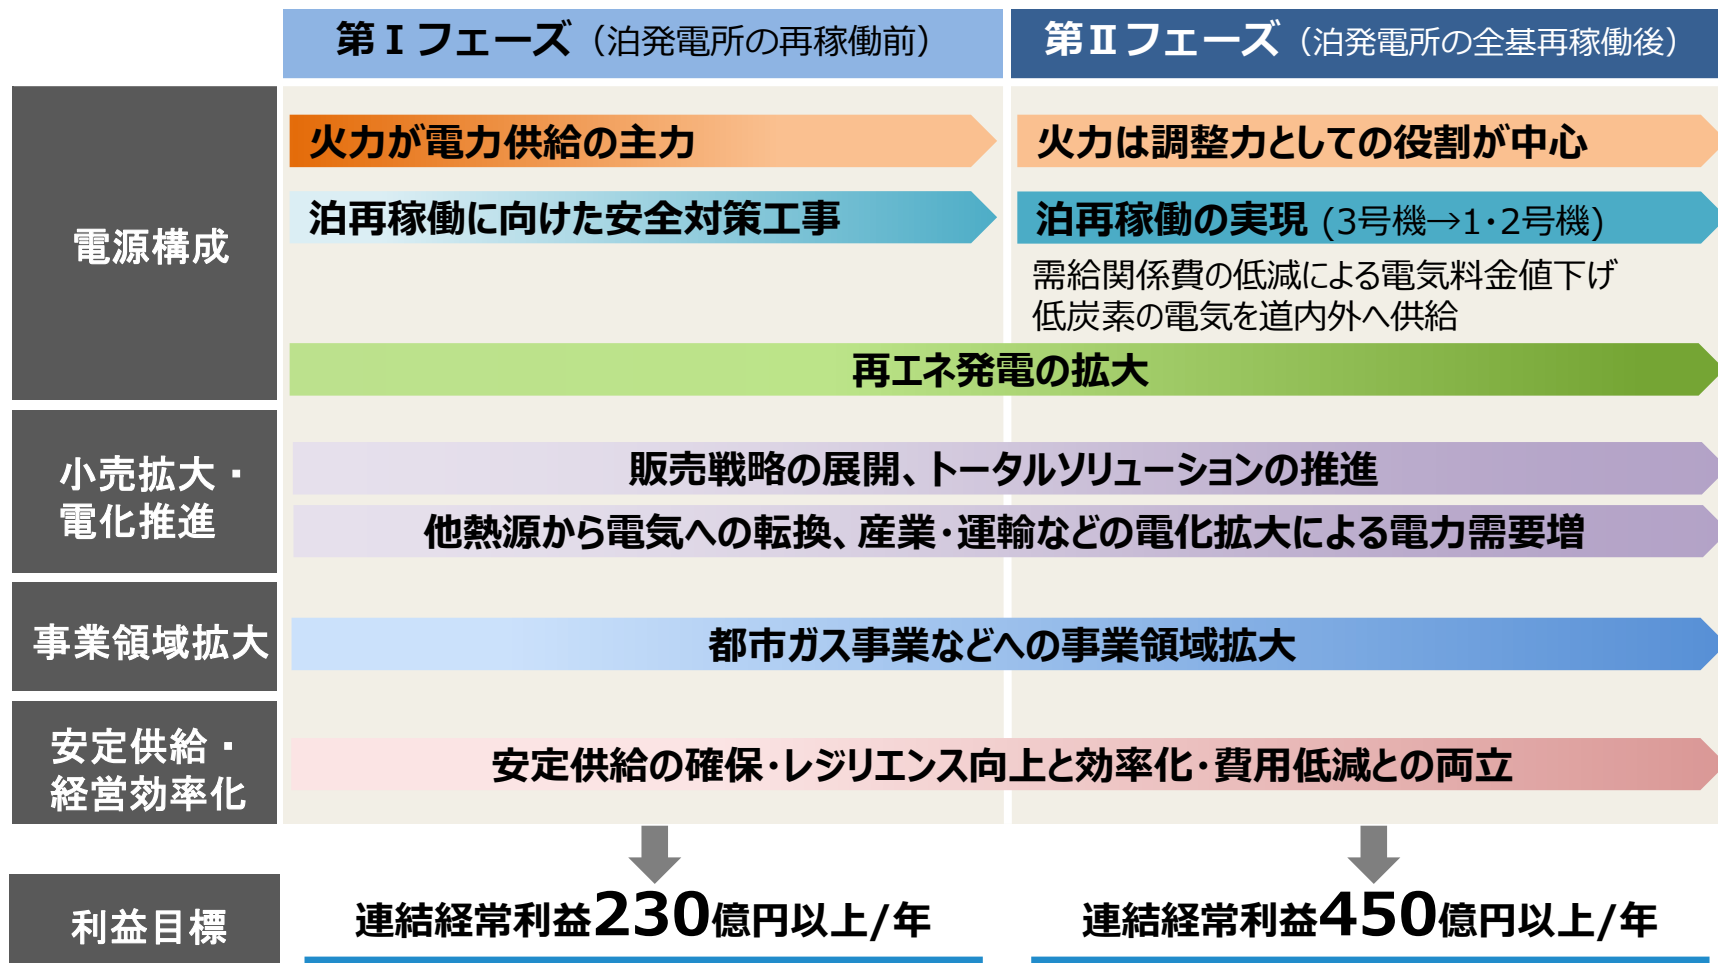 第Ⅰフェーズ（泊発電所の再稼働前）
第Ⅱフェーズ（泊発電所の全基再稼働後）
電源構成
火力が電力供給の主力
火力は調整力としての役割が中心
泊再稼働に向けた安全対策工事
泊再稼働の実現 (3号機→1･2号機)
需給関係費の低減による電気料金値下げ
低炭素の電気を道内外へ供給
再エネ発電の拡大
小売拡大・
電化推進
販売戦略の展開、トータルソリューションの推進
他熱源から電気への転換、産業･運輸などの電化拡大による電力需要増
事業領域拡大
都市ガス事業などへの事業領域拡大
安定供給・
経営効率化
安定供給の確保･レジリエンス向上と効率化･費用低減との両立
利益目標
連結経常利益230億円以上/年
連結経常利益450億円以上/年